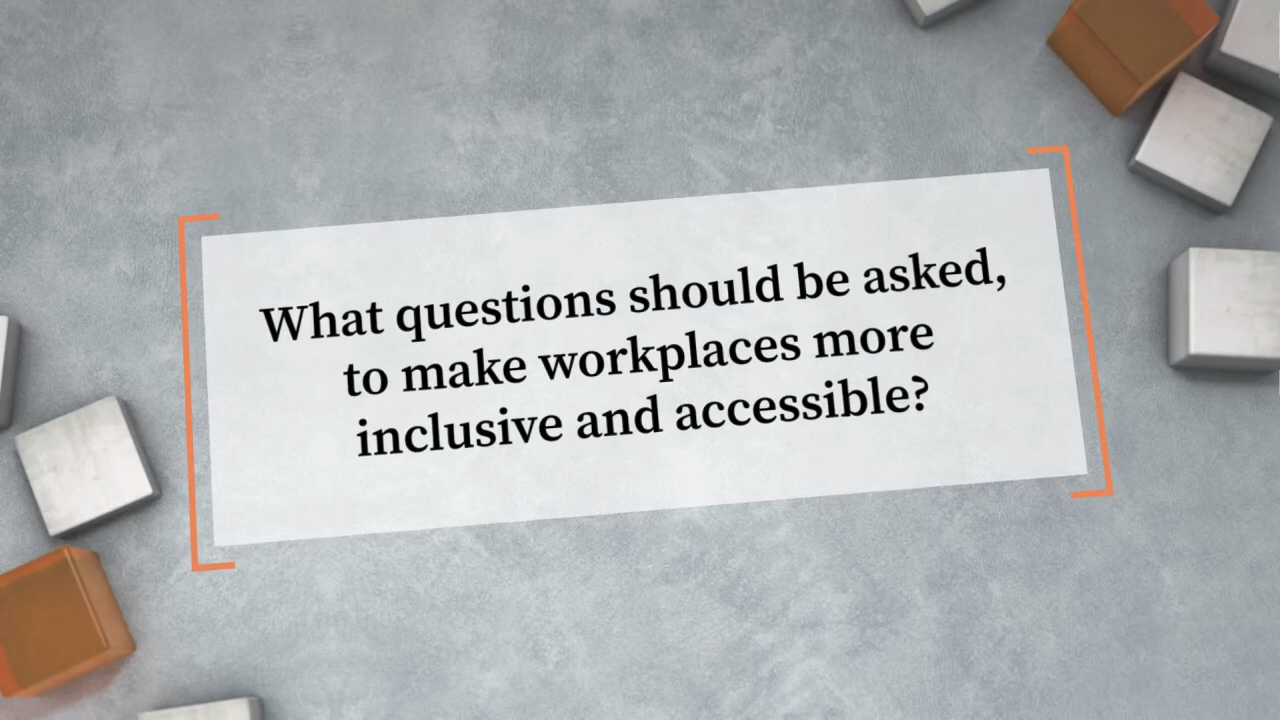 What questions should be asked,
to make workplaces more
inclusive and accessible?